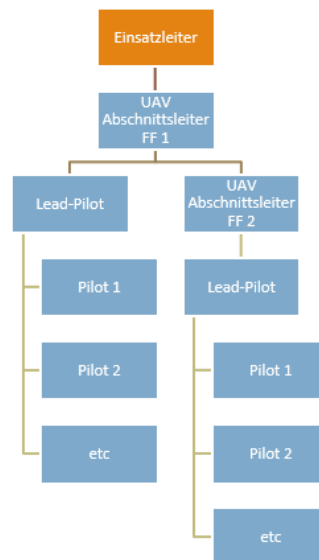 Einsatzleiter
UAV
Abschnittsleiter
FF 1
Lead-Pilot
UAV
Abschnittsleiter
FF 2
Pilot 1
Lead-Pilot
Pilot 2
Pilot 1
etc
Pilot 2
etc